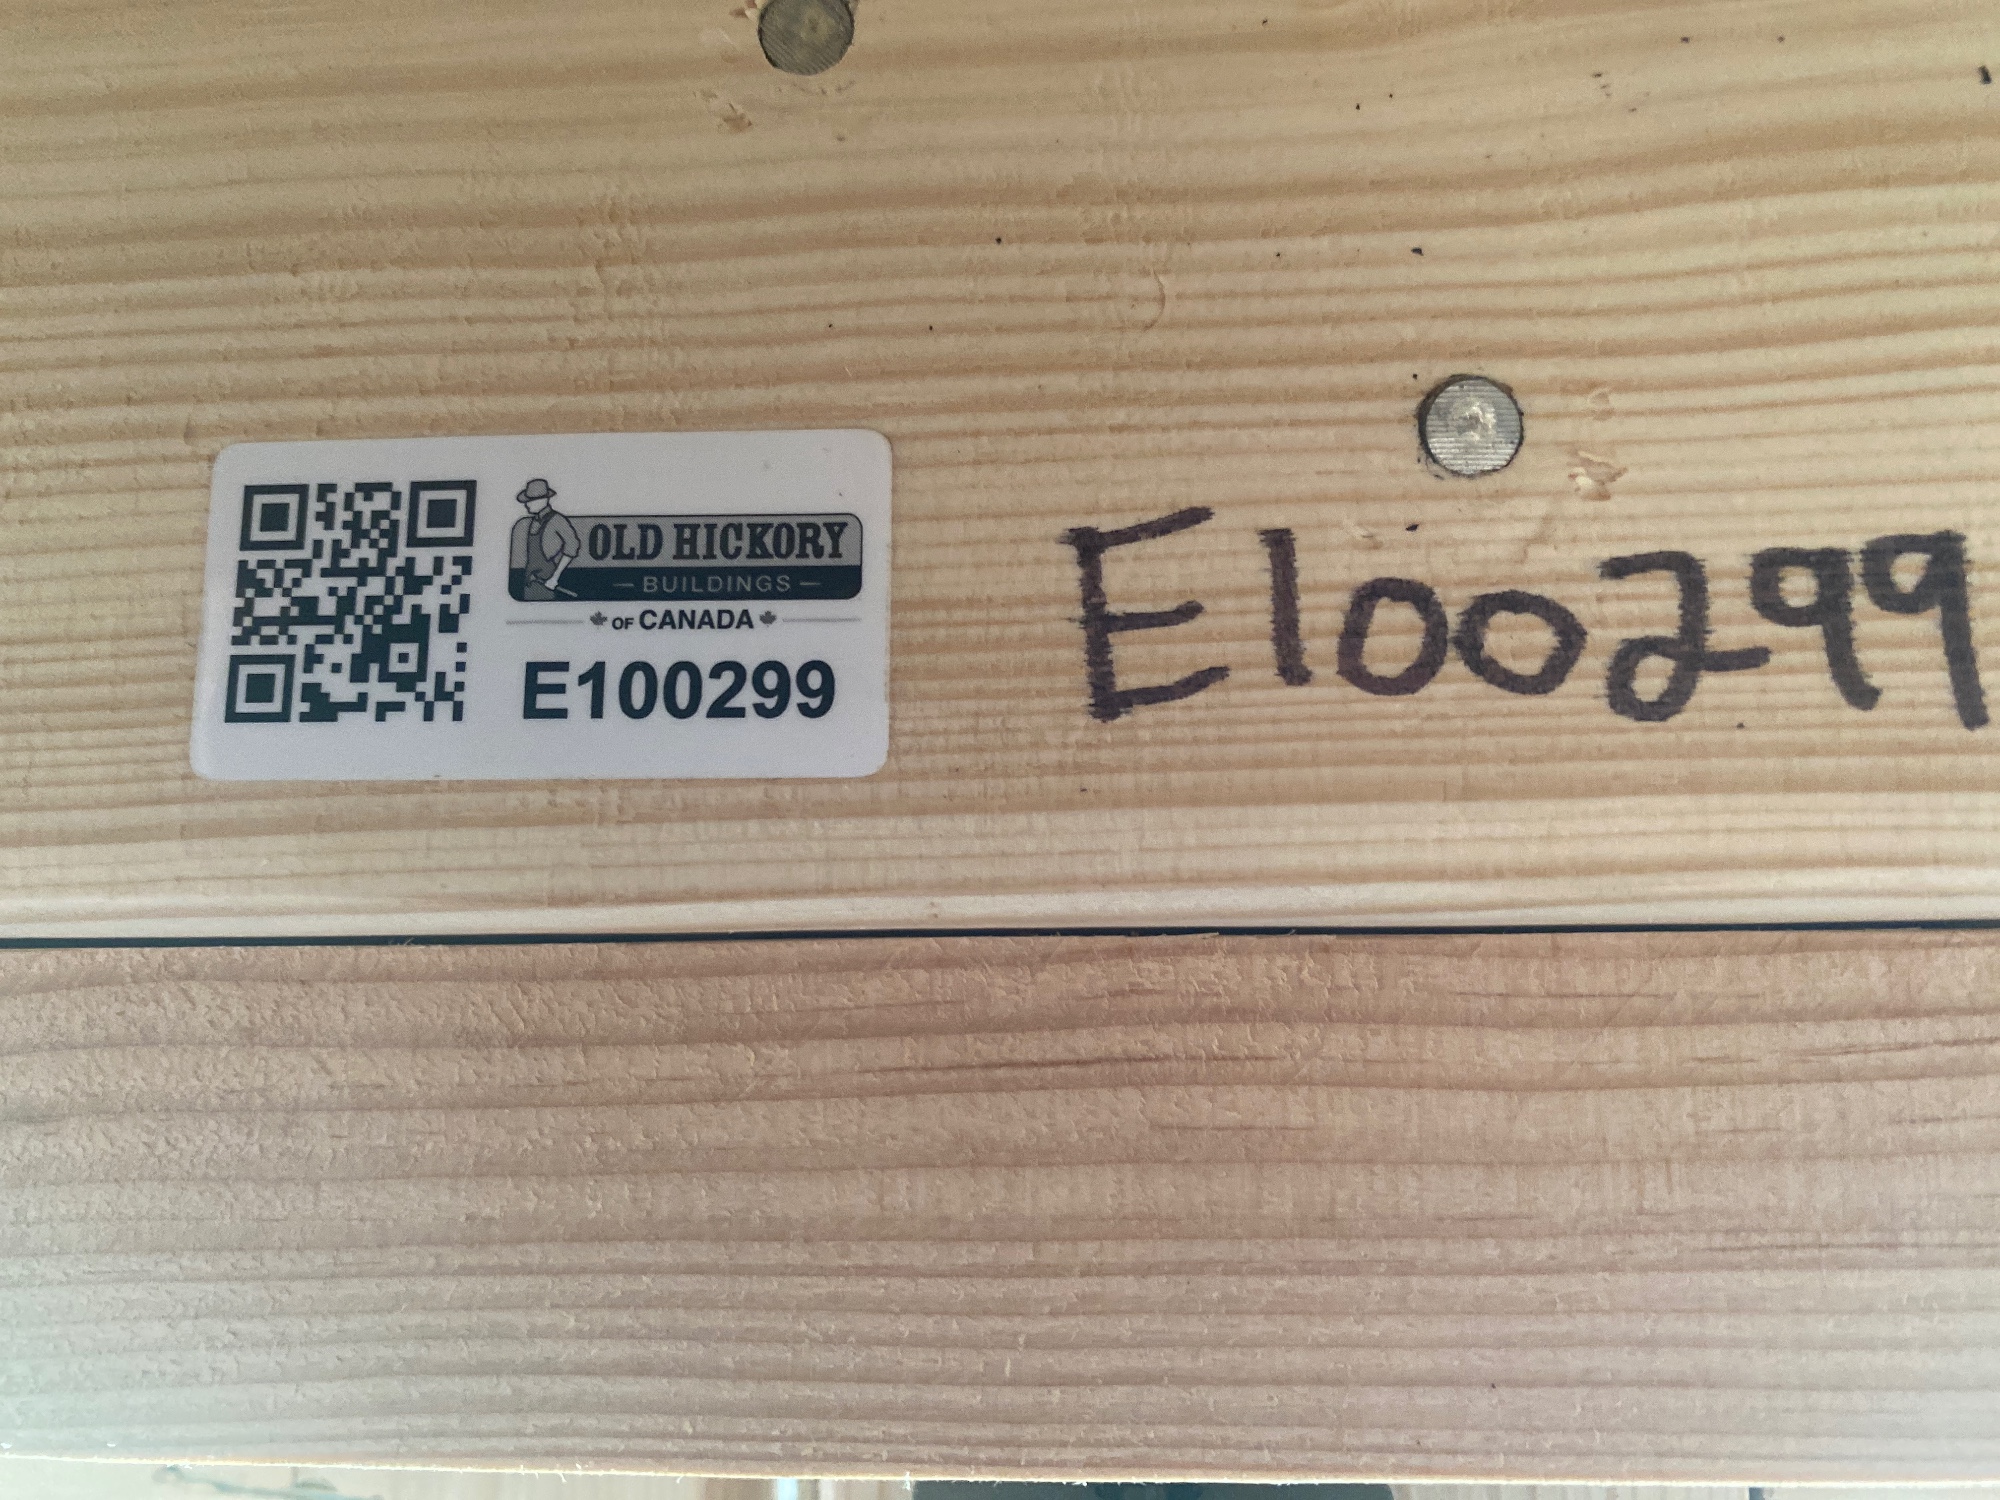 OLD HICKORY
BUILDINGS
OF CANADA
E100299
E100299